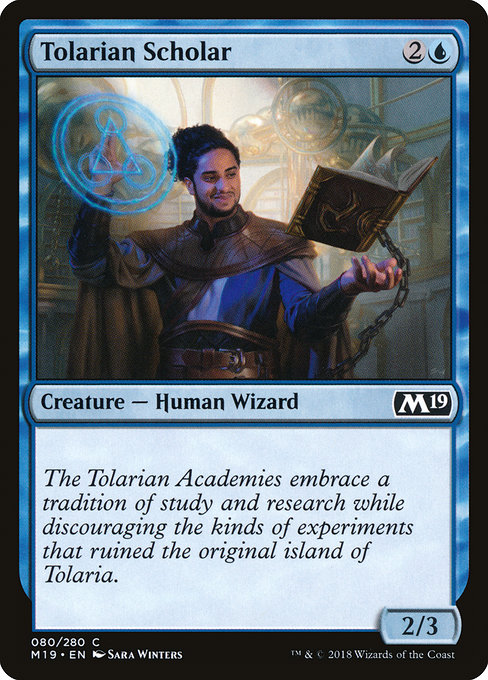 Tolarian Scholar 2
Creature — Human Wizard M19
The Tolarian Academies embrace a
tradition of study and research while
discouraging the kinds of experiments
that ruined the original island of
Tolaria.
2/3
080/280 C
M19 • EN Sara Winters ™ & © 2018 Wizards of the Coast